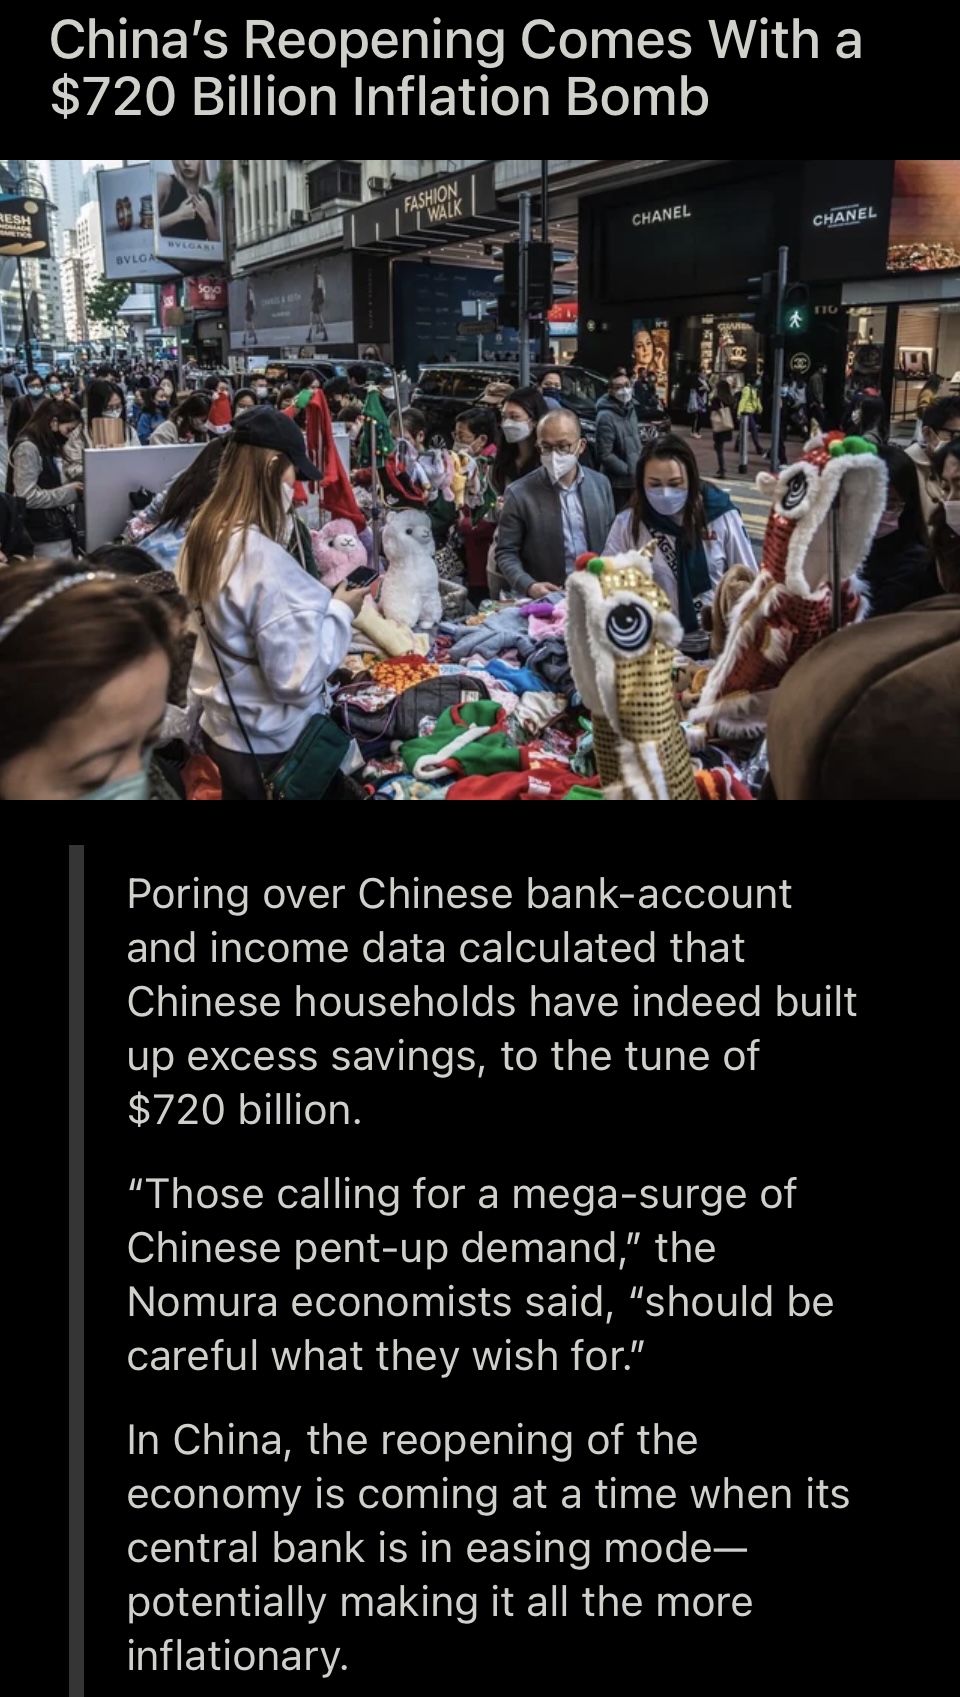 China’s Reopening Comes With a
$720 Billion Inflation Bomb
FASHION
WALK
CHANEL
CHANEL
BVLGARI
BVLGA
RESH
Poring over Chinese bank-account
and income data calculated that
Chinese households have indeed built
up excess savings, to the tune of
$720 billion.
“Those calling for a mega-surge of
Chinese pent-up demand,” the
Nomura economists said, “should be
careful what they wish for.”
In China, the reopening of the
economy is coming at a time when its
central bank is in easing mode—
potentially making it all the more
inflationary.